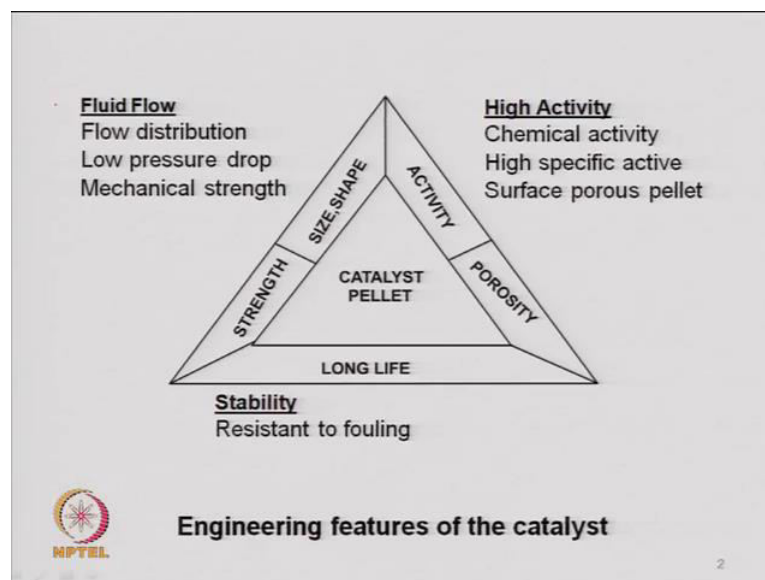 Fluid Flow
Flow distribution
Low pressure drop
Mechanical strength
High Activity
Chemical activity
High specific active
Surface porous pellet
SIZE,SHAPE
STRENGTH
ACTIVITY
POROSITY
CATALYST
PELLET
LONG LIFE
Stability
Resistant to fouling
NPTEL
Engineering features of the catalyst
2